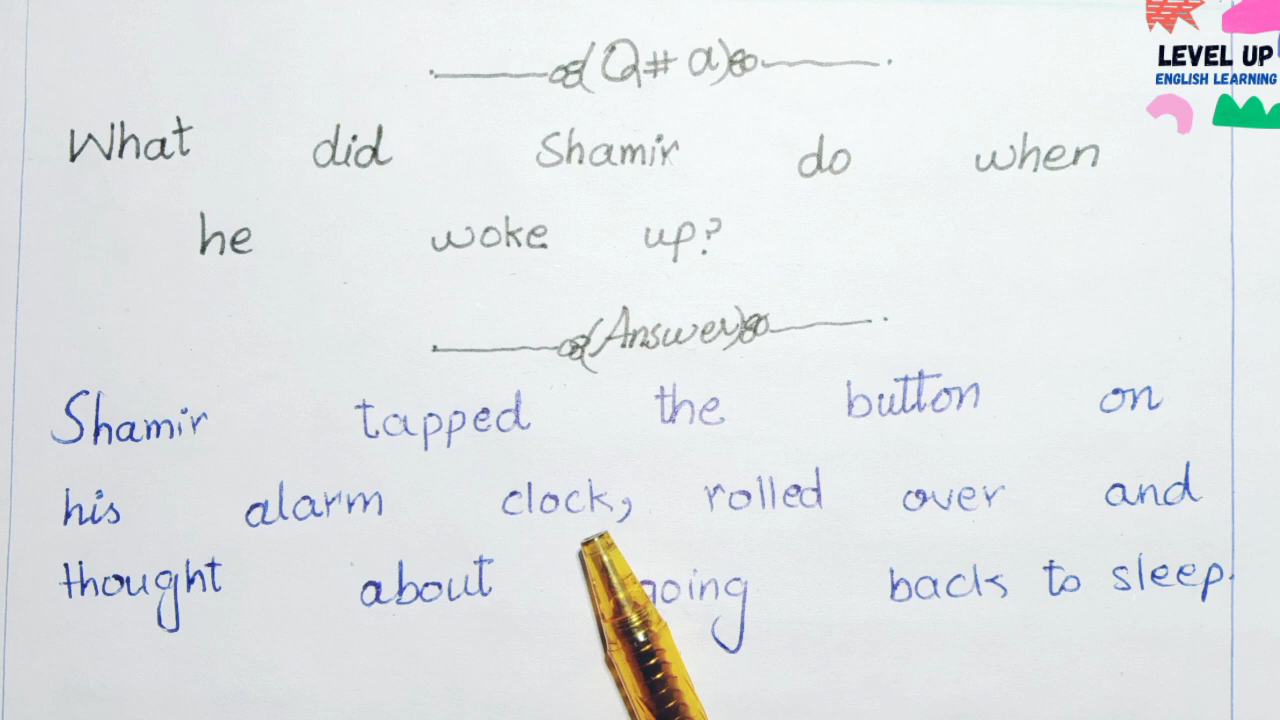 (Q# a)
LEVEL UP
ENGLISH LEARNING
What did Shamir do when
he woke up?
(Answer)
Shamir tapped the button on
his alarm clock, rolled over and
thought about going back to sleep.